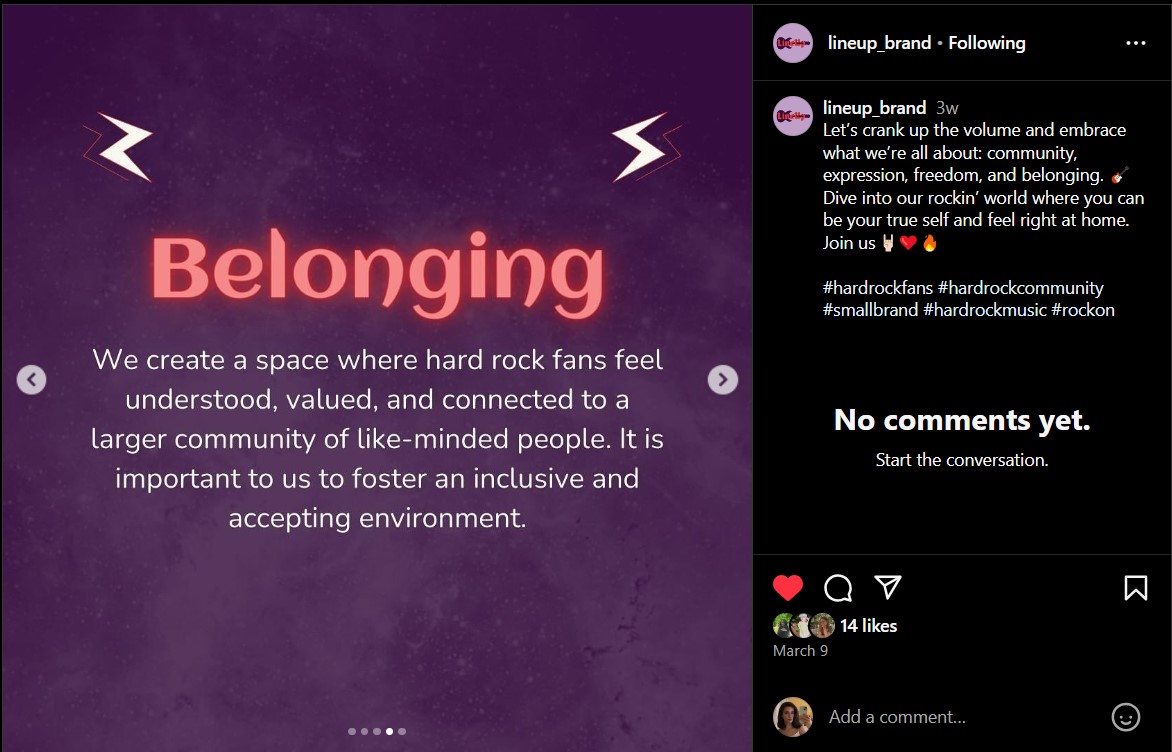 Belonging
We create a space where hard rock fans feel
understood, valued, and connected to a
larger community of like-minded people. It is
important to us to foster an inclusive and
accepting environment.
lineup_brand • Following
lineup_brand 3w
Let’s crank up the volume and embrace
what we’re all about: community,
expression, freedom, and belonging. 🎸
Dive into our rockin’ world where you can
be your true self and feel right at home.
Join us 🤘🏻❤️🔥
#hardrockfans #hardrockcommunity
#smallbrand #hardrockmusic #rockon
No comments yet.
Start the conversation.
14 likes
March 9
Add a comment...